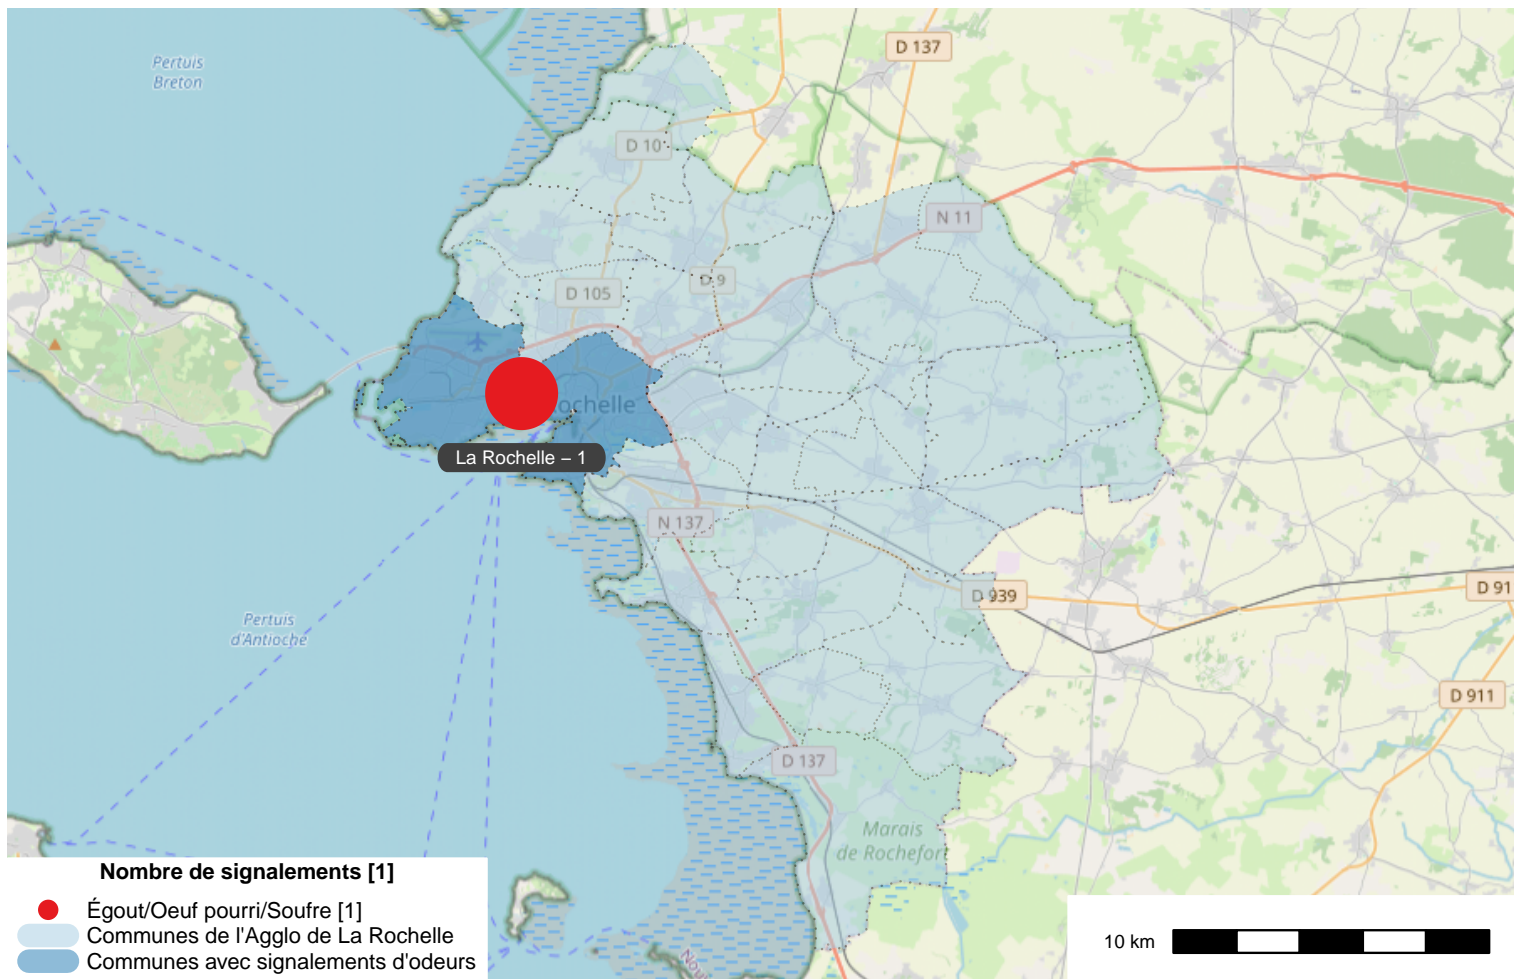 Pertuis
Breton
D 137
D 10
N 11
D 9
D 105
ochelle
La Rochelle – 1
N 137
D 939
D 91
Pertuis
d'Antioche
D 911
D 137
Marais
de Rochefort
Nou
Nombre de signalements [1]
Égout/Oeuf pourri/Soufre [1]
Communes de l'Agglo de La Rochelle
Communes avec signalements d'odeurs
10 km